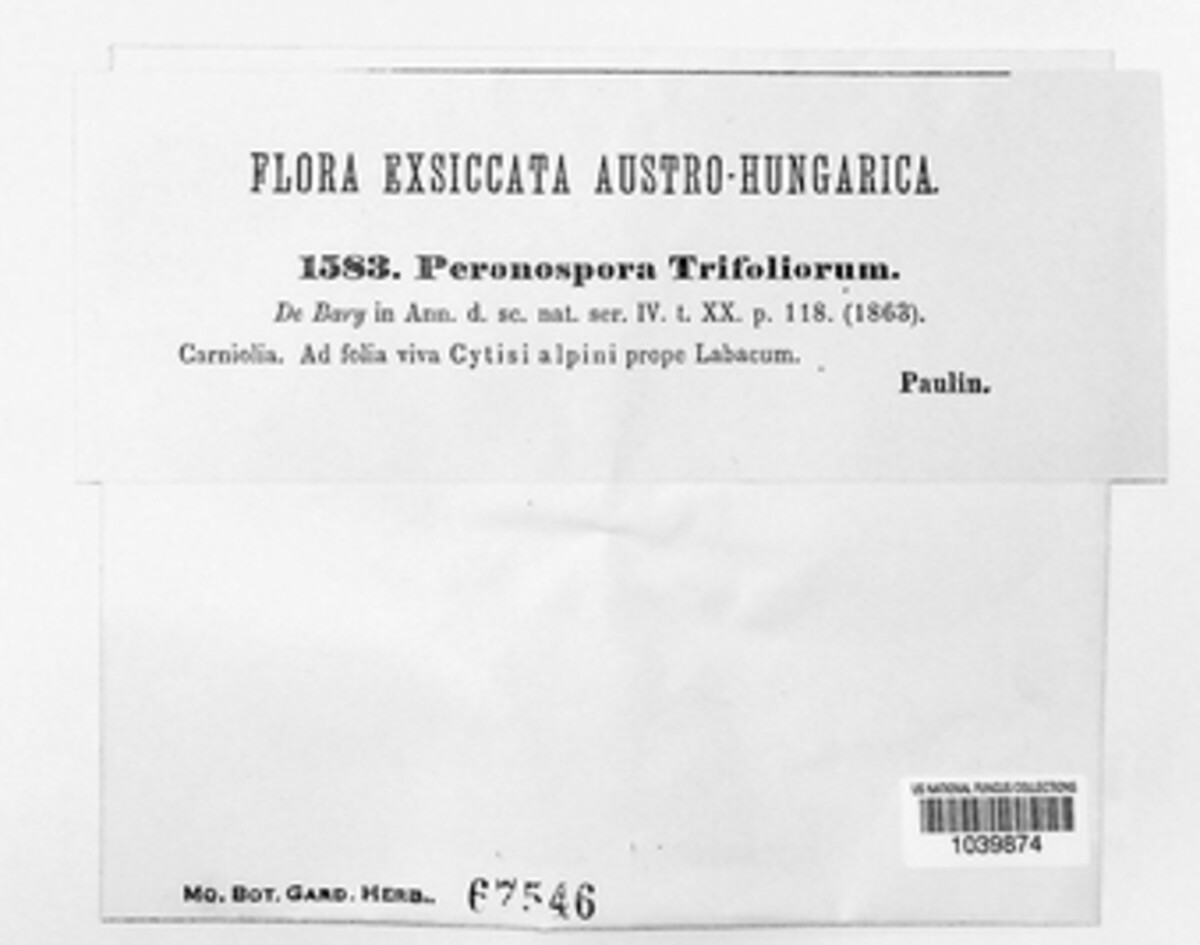 FLORA EXSICCATA AUSTRO-HUNGARICA.
1583. Peronospora Trifoliorum.
De Bary in Ann. d. sc. nat. ser. IV. t. XX. p. 118. (1863).
Carniolia. Ad folia viva Cytisi alpini prope Labacum.
Paulin.
US NATIONAL FUNGUS COLLECTIONS
1039874
MO. BOT. GARD. HERB. 67546